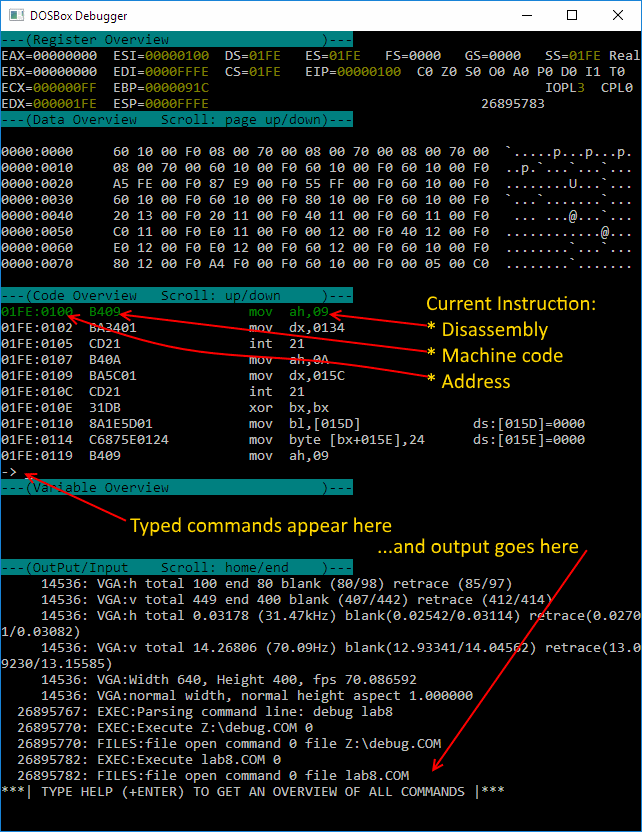 DOSBox Debugger
---(Register Overview                   )---
EAX=00000000  ESI=00000100  DS=01FE   ES=01FE   FS=0000   GS=0000   SS=01FE Real
EBX=00000000  EDI=0000FFFE  CS=01FE   EIP=00000100  C0 Z0 S0 O0 A0 P0 D0 I1 T0
ECX=000000FF  EBP=0000091C                                          IOPL3  CPL0
EDX=000001FE  ESP=0000FFFE                                  26895783
---(Data Overview   Scroll: page up/down)---
0000:0000     60 10 00 F0 08 00 70 00 08 00 70 00 08 00 70 00  `.....p...p...p.
0000:0010     08 00 70 00 60 10 00 F0 60 10 00 F0 60 10 00 F0  ..p.`...`...`...
0000:0020     A5 FE 00 F0 87 E9 00 F0 55 FF 00 F0 60 10 00 F0  ........U...`...
0000:0030     60 10 00 F0 60 10 00 F0 80 10 00 F0 60 10 00 F0  `...`.......`...
0000:0040     20 13 00 F0 20 11 00 F0 40 11 00 F0 60 11 00 F0   ... ...@...`...
0000:0050     C0 11 00 F0 E0 11 00 F0 00 12 00 F0 40 12 00 F0  ............@...
0000:0060     E0 12 00 F0 E0 12 00 F0 60 12 00 F0 60 10 00 F0  ........`...`...
0000:0070     80 12 00 F0 A4 F0 00 F0 60 10 00 F0 00 05 00 C0  ........`.......
---(Code Overview   Scroll: up/down     )---
01FE:0100  B409                mov  ah,09
Current Instruction:
01FE:0102  BA3401              mov  dx,0134
* Disassembly
01FE:0105  CD21                int  21
* Machine code
01FE:0107  B40A                mov  ah,0A
01FE:0109  BA5C01              mov  dx,015C
* Address
01FE:010C  CD21                int  21
01FE:010E  31DB                xor  bx,bx
01FE:0110  8A1E5D01            mov  bl,[015D]              ds:[015D]=0000
01FE:0114  C6875E0124          mov  byte [bx+015E],24      ds:[015E]=0000
01FE:0119  B409                mov  ah,09
-> _
---(Variable Overview                   )---
Typed commands appear here
...and output goes here
---(OutPut/Input    Scroll: home/end    )---
14536: VGA:h total 100 end 80 blank (80/98) retrace (85/97)
14536: VGA:v total 449 end 400 blank (407/442) retrace (412/414)
14536: VGA:h total 0.03178 (31.47kHz) blank(0.02542/0.03114) retrace(0.0270
1/0.03082)
14536: VGA:v total 14.26806 (70.09Hz) blank(12.93341/14.04562) retrace(13.0
9230/13.15585)
14536: VGA:Width 640, Height 400, fps 70.086592
14536: VGA:normal width, normal height aspect 1.000000
26895767: EXEC:Parsing command line: debug lab8
26895770: EXEC:Execute Z:\debug.COM 0
26895770: FILES:file open command 0 file Z:\debug.COM
26895782: EXEC:Execute lab8.COM 0
26895782: FILES:file open command 0 file lab8.COM
***| TYPE HELP (+ENTER) TO GET AN OVERVIEW OF ALL COMMANDS |***